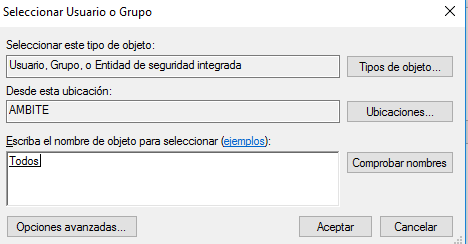 Seleccionar Usuario o Grupo
Seleccionar este tipo de objeto:
Usuario, Grupo, o Entidad de seguridad integrada
Tipos de objeto...
Desde esta ubicación:
AMBITE
Ubicaciones...
Escriba el nombre de objeto para seleccionar (ejemplos):
Todos
Comprobar nombres
Opciones avanzadas...
Aceptar
Cancelar